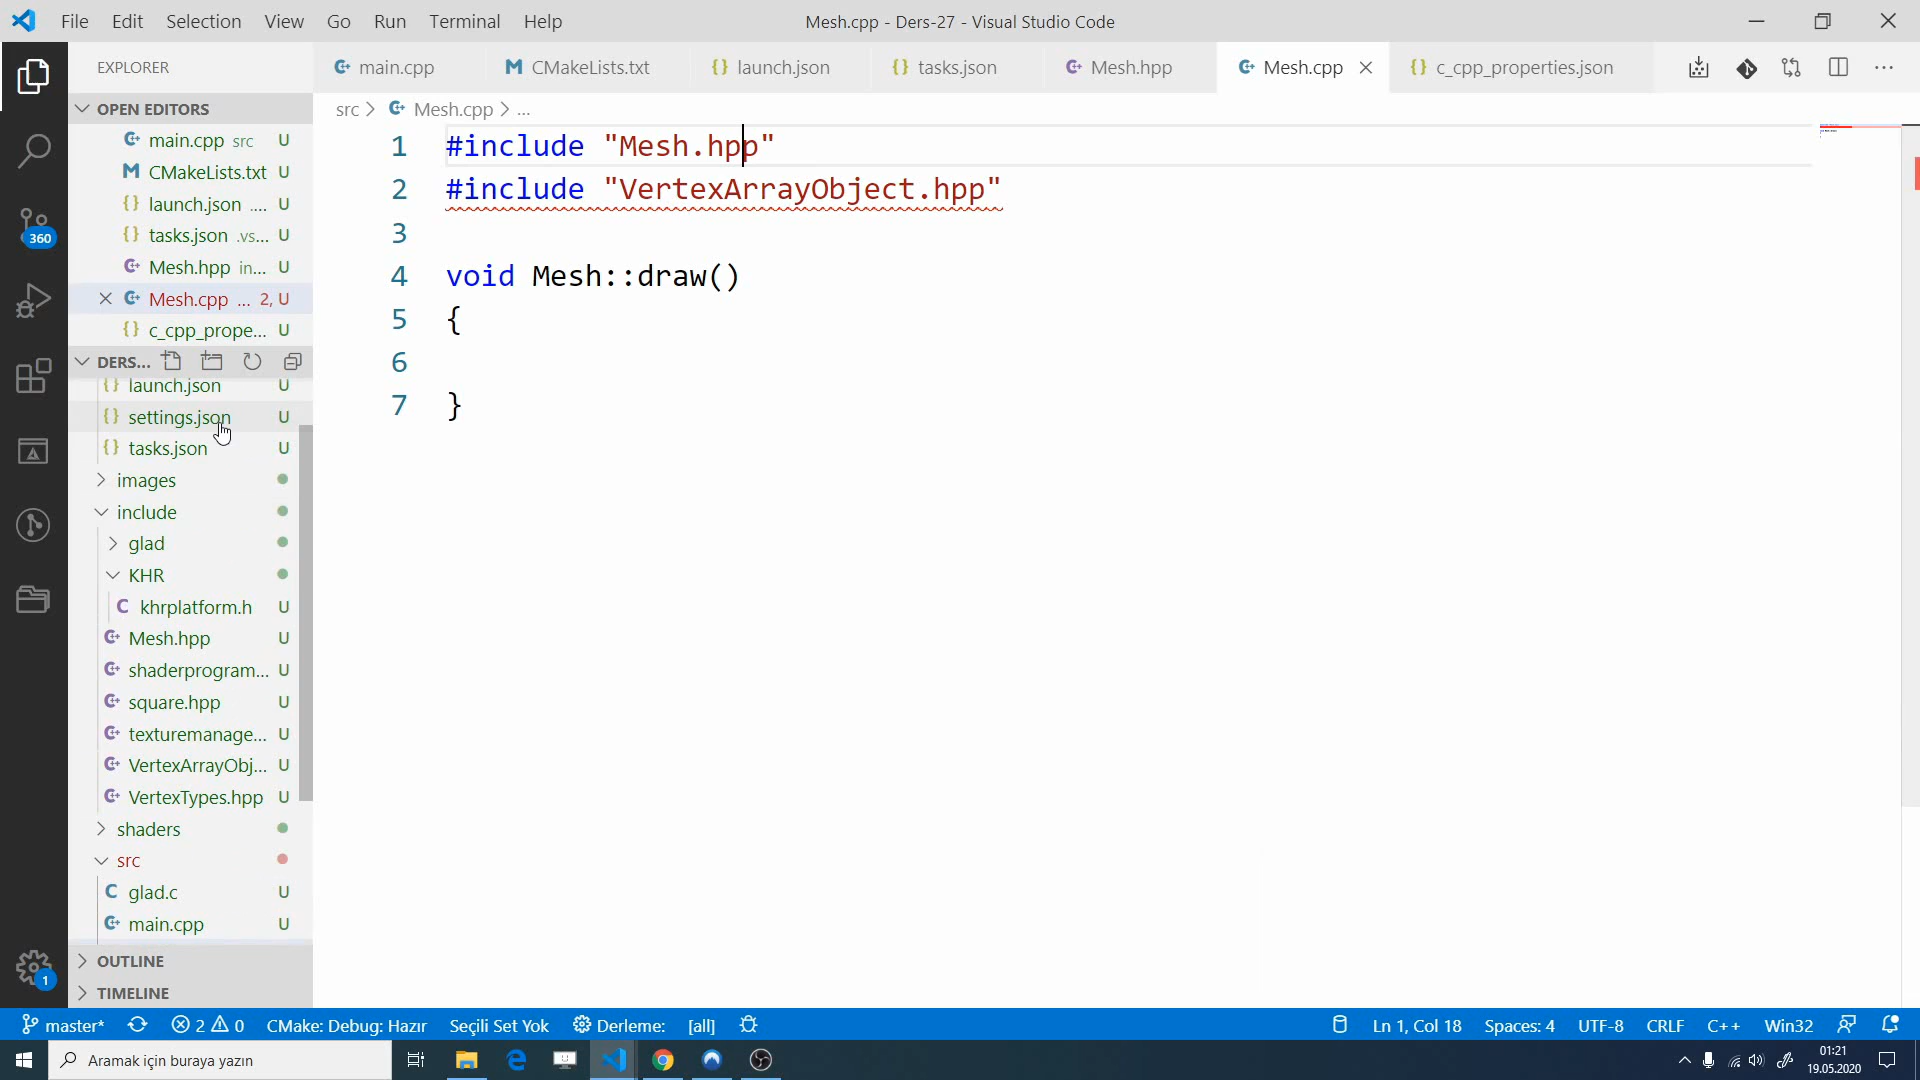 File Edit Selection View Go Run Terminal Help
Mesh.cpp - Ders-27 - Visual Studio Code
EXPLORER
main.cpp
CMakeLists.txt
launch.json
tasks.json
Mesh.hpp
Mesh.cpp
c_cpp_properties.json
OPEN EDITORS
main.cpp src U
CMakeLists.txt U
launch.json .... U
tasks.json .vs... U
Mesh.hpp in... U
Mesh.cpp ... 2, U
c_cpp_prope... U
DERS...
launch.json U
settings.json U
tasks.json U
images
include
glad
KHR
khrplatform.h U
Mesh.hpp U
shaderprogram... U
square.hpp U
texturemanage... U
VertexArrayObj... U
VertexTypes.hpp U
shaders
src
glad.c U
main.cpp U
OUTLINE
TIMELINE
360
1
src > Mesh.cpp > ...
1 #include "Mesh.hpp"
2 #include "VertexArrayObject.hpp"
3
4 void Mesh::draw()
5 {
6
7 }
master* 2 0 CMake: Debug: Hazır Seçili Set Yok Derleme: [all]
Ln 1, Col 18 Spaces: 4 UTF-8 CRLF C++ Win32
Aramak için buraya yazın
01:21
19.05.2020